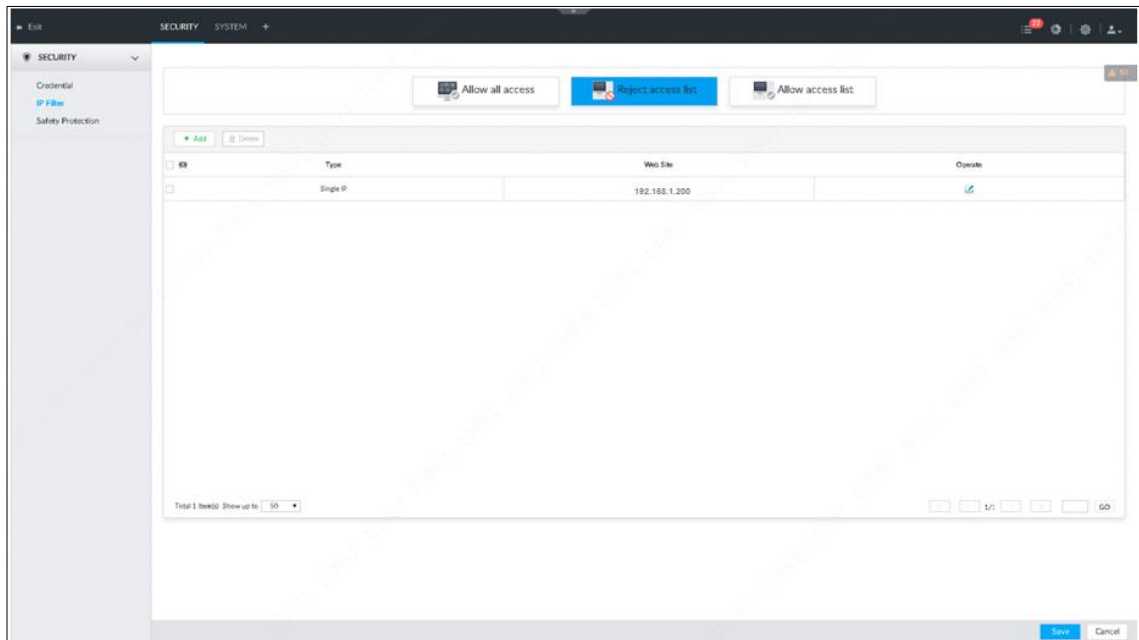 Exit SECURITY SYSTEM + 22
SECURITY
Credential
IP Filter
Safety Protection
Allow all access Reject access list Allow access list
+ Add Delete
(0) Type Web Site Operate
Single IP 192.168.1.200
Total 1 item(s) Show up to 50 1/1 GO
Save Cancel